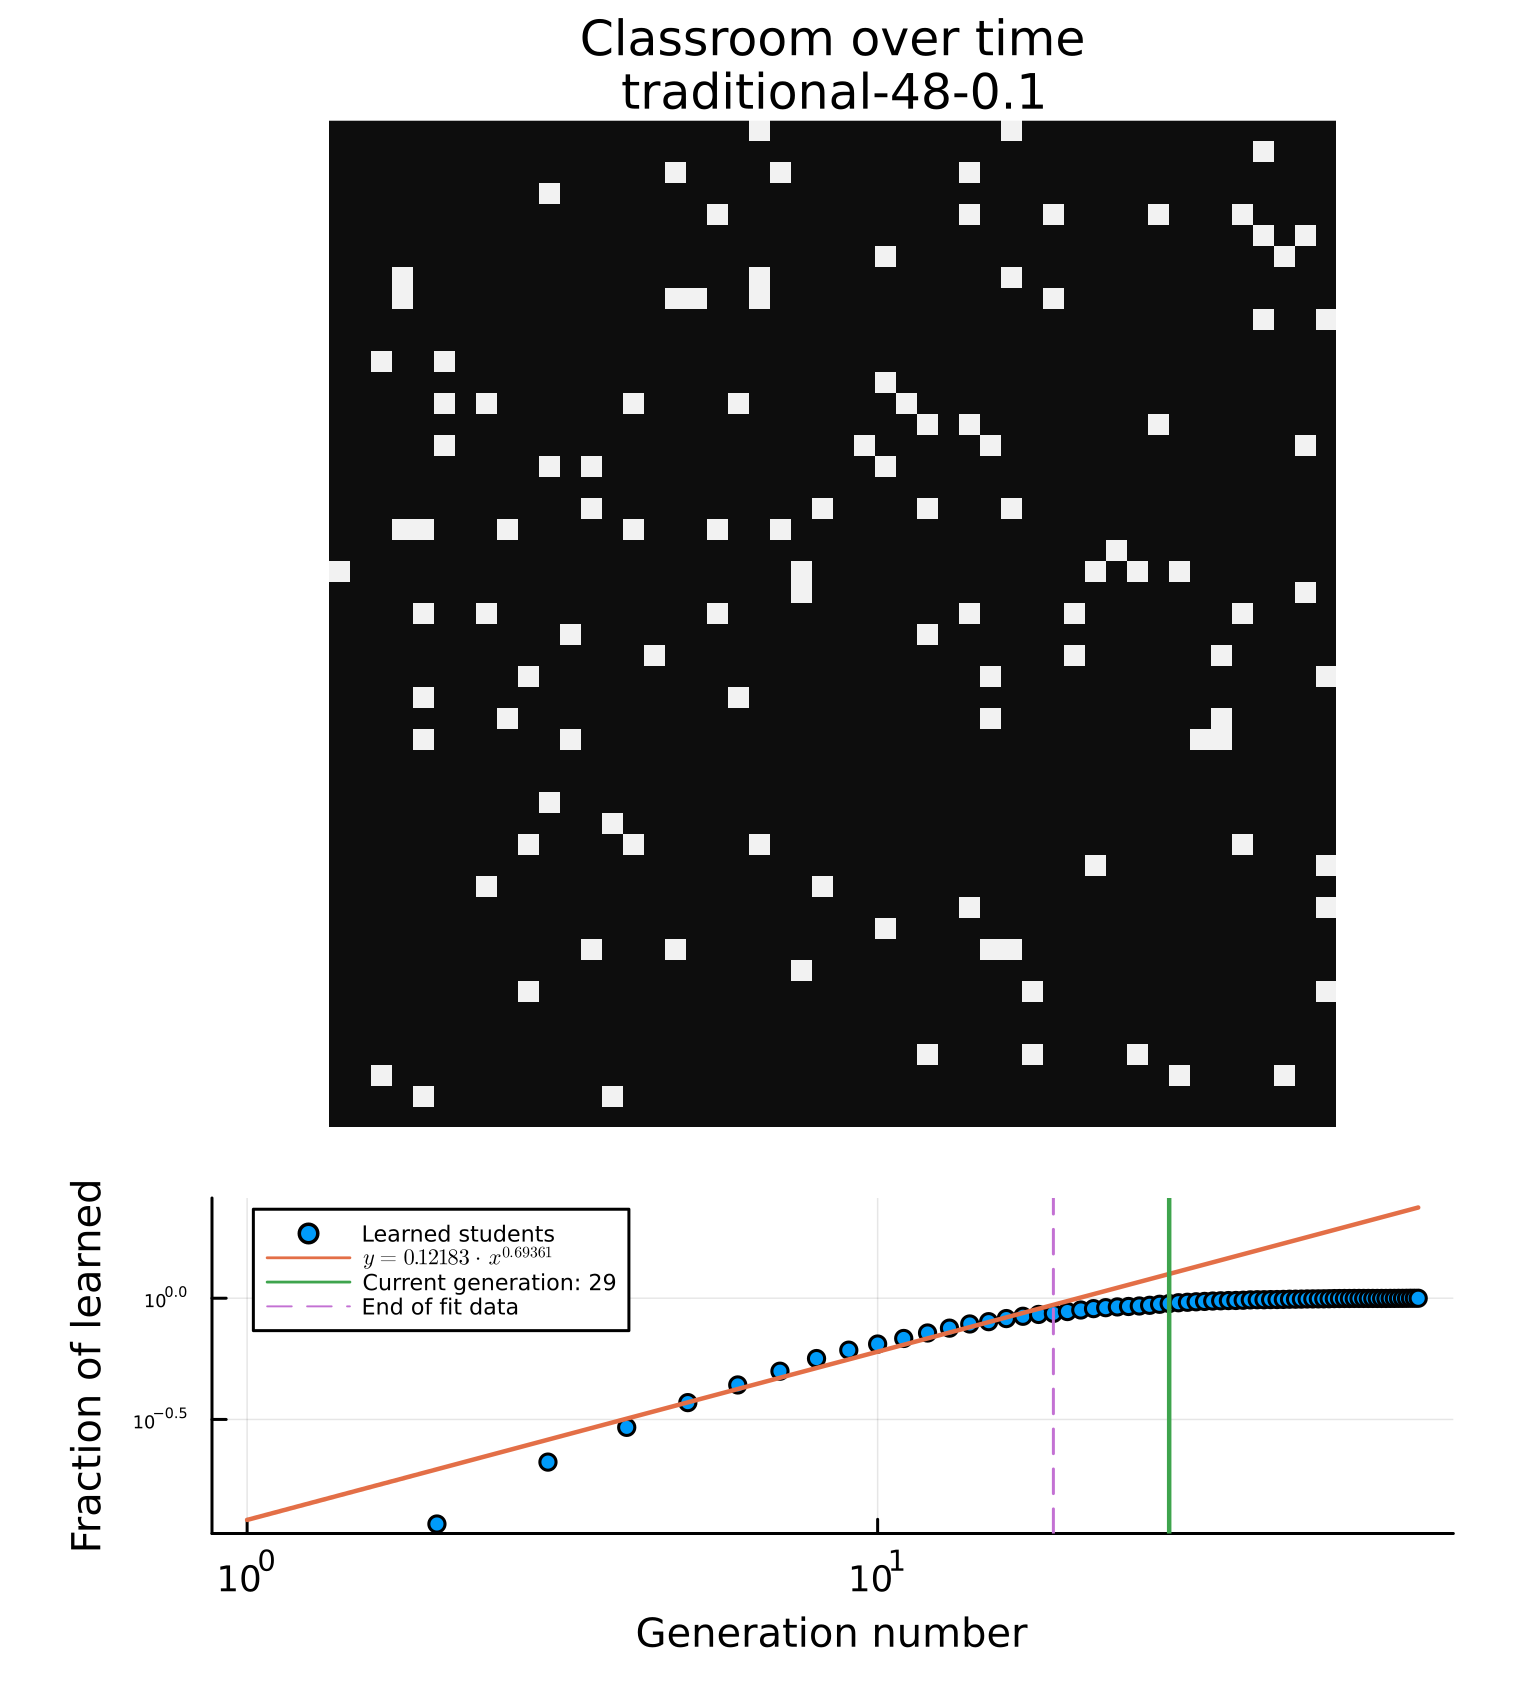 Classroom over time
traditional-48-0.1
Fraction of learned
10^0.0
10^−0.5
Learned students
y = 0.12183 · x^0.69361
Current generation: 29
End of fit data
10^0
10^1
Generation number